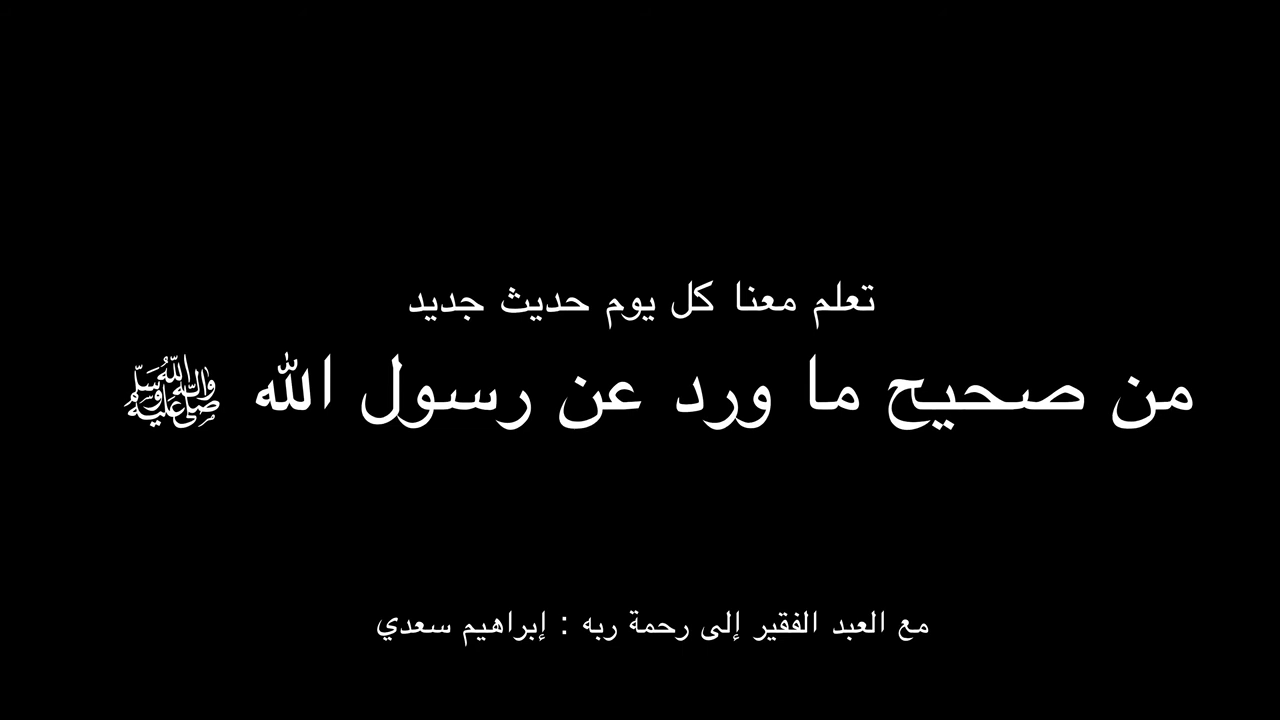 تعلم معنا كل يوم حديث جديد
من صحيح ما ورد عن رسول الله ﷺ
مع العبد الفقير إلى رحمة ربه : إبراهيم سعدي